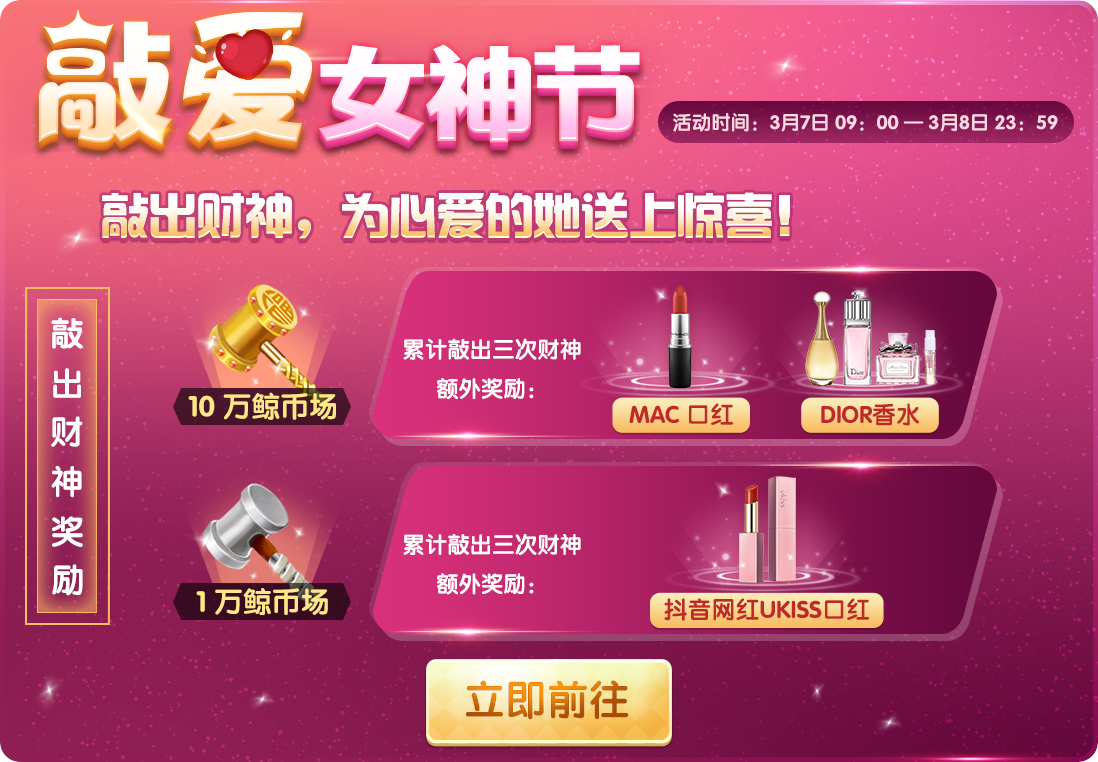 敲爱女神节
活动时间：3月7日 09：00 — 3月8日 23：59
敲出财神，为心爱的她送上惊喜！
敲出财神奖励
10 万鲸币场
累计敲出三次财神
额外奖励：
MAC 口红
Dior
DIOR香水
1 万鲸币场
累计敲出三次财神
额外奖励：
ukiss
抖音网红UKISS口红
立即前往